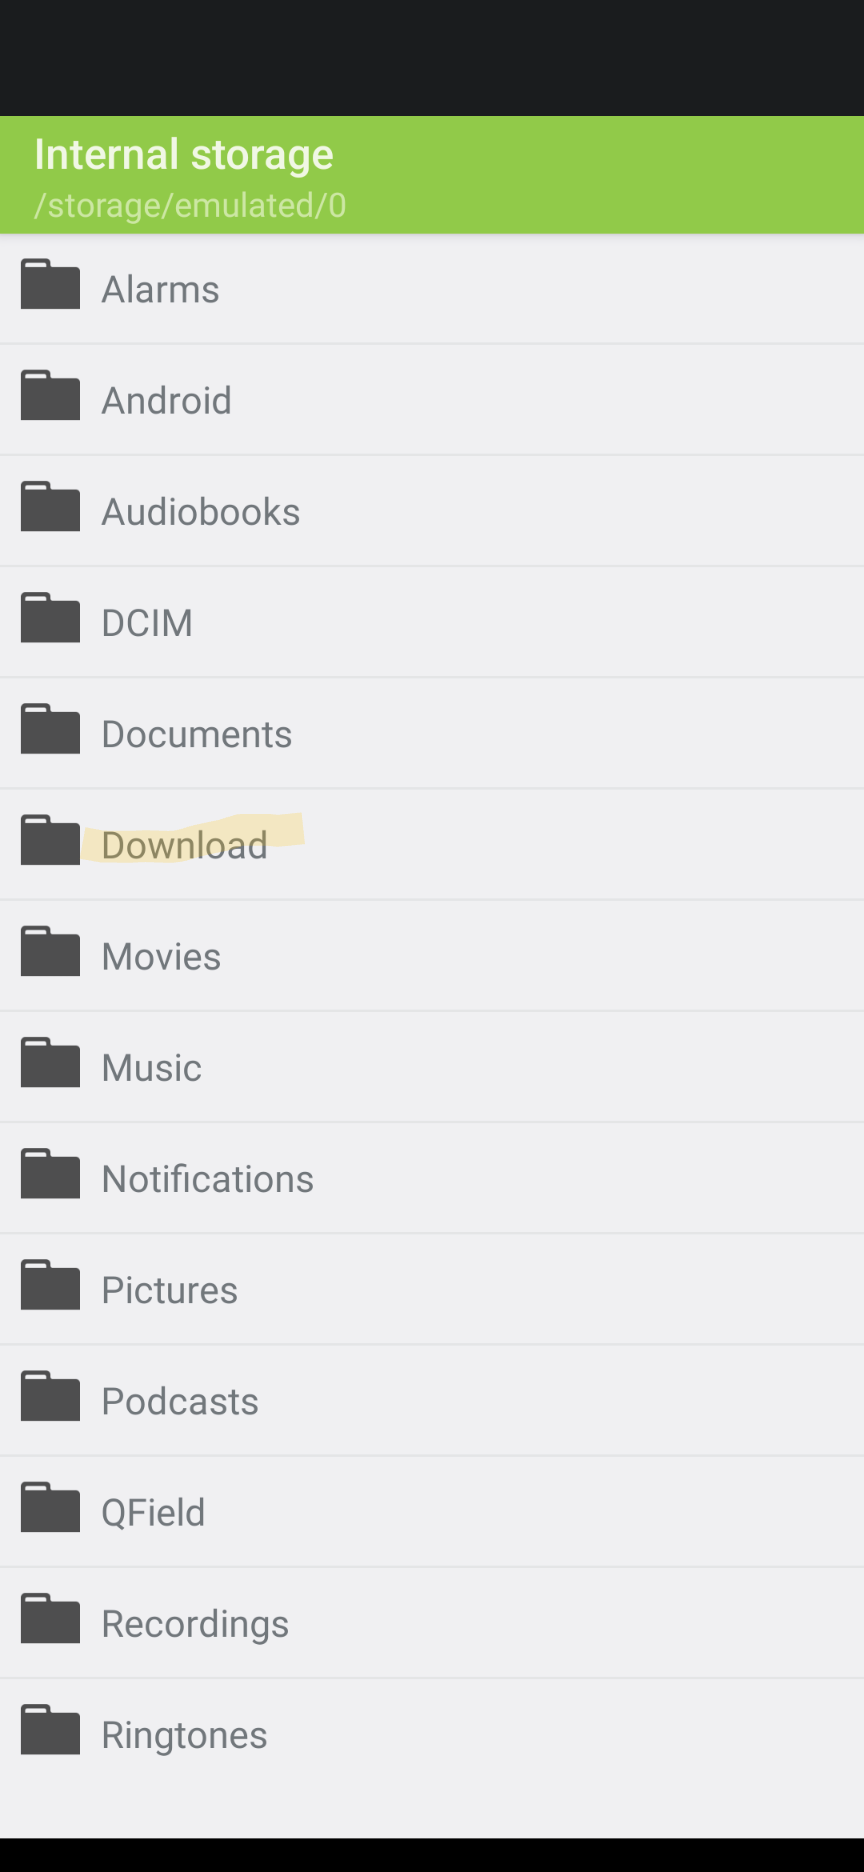 Internal storage
/storage/emulated/0
Alarms
Android
Audiobooks
DCIM
Documents
Download
Movies
Music
Notifications
Pictures
Podcasts
QField
Recordings
Ringtones